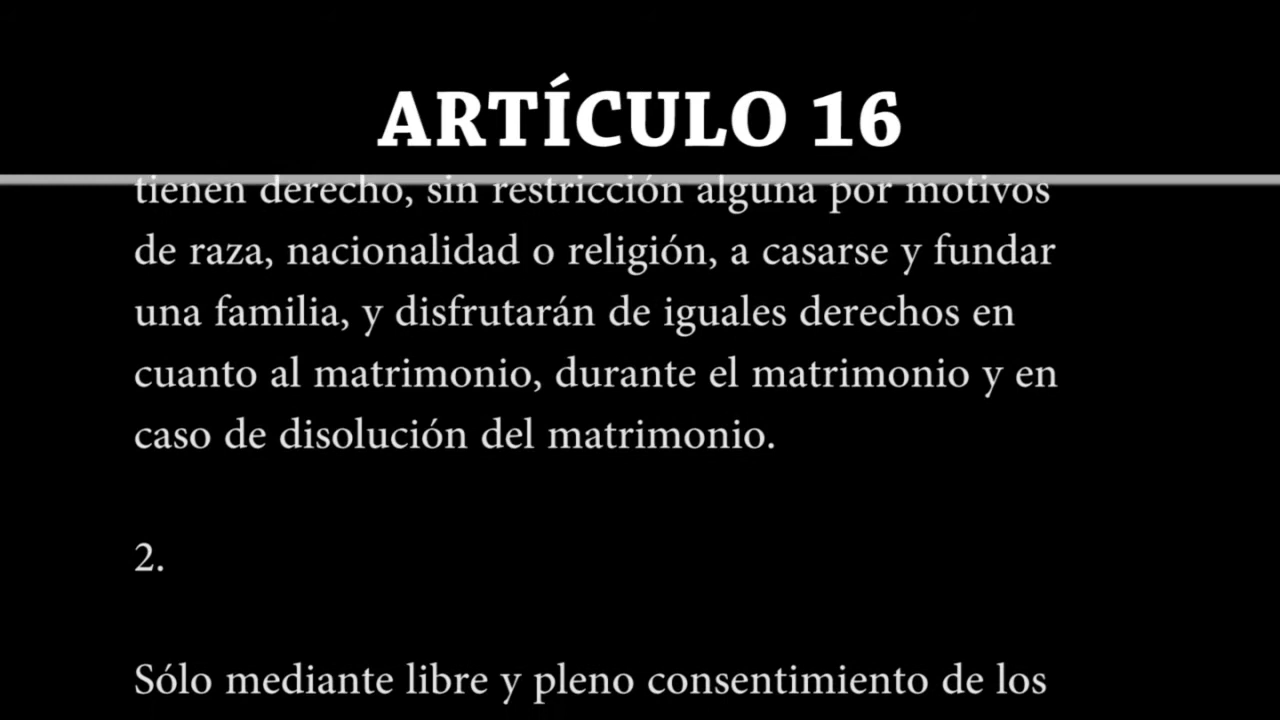 ARTÍCULO 16
tienen derecho, sin restricción alguna por motivos
de raza, nacionalidad o religión, a casarse y fundar
una familia, y disfrutarán de iguales derechos en
cuanto al matrimonio, durante el matrimonio y en
caso de disolución del matrimonio.
2.
Sólo mediante libre y pleno consentimiento de los